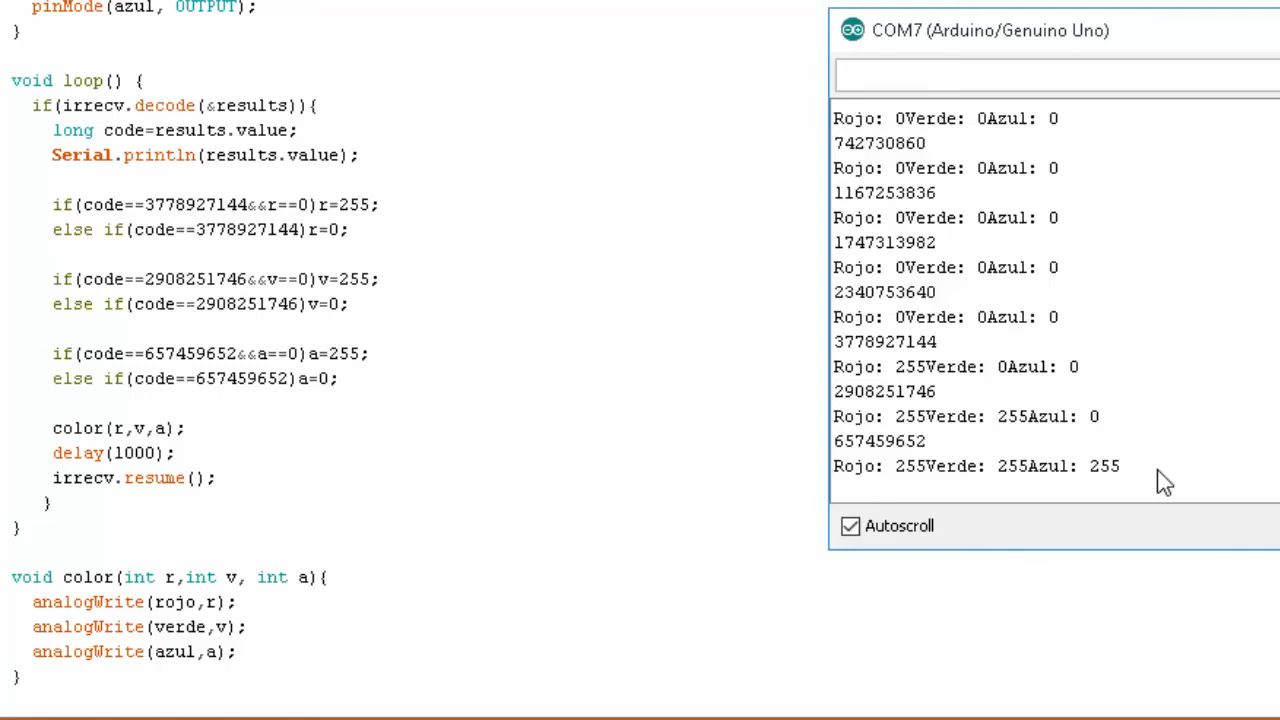 pinMode(azul, OUTPUT);
}
void loop() {
if(irrecv.decode(&results)){
long code=results.value;
Serial.println(results.value);
if(code==3778927144&&r==0)r=255;
else if(code==3778927144)r=0;
if(code==2908251746&&v==0)v=255;
else if(code==2908251746)v=0;
if(code==657459652&&a==0)a=255;
else if(code==657459652)a=0;
color(r,v,a);
delay(1000);
irrecv.resume();
}
}
void color(int r,int v, int a){
analogWrite(rojo,r);
analogWrite(verde,v);
analogWrite(azul,a);
}
COM7 (Arduino/Genuino Uno)
Rojo: 0Verde: 0Azul: 0
742730860
Rojo: 0Verde: 0Azul: 0
1167253836
Rojo: 0Verde: 0Azul: 0
1747313982
Rojo: 0Verde: 0Azul: 0
2340753640
Rojo: 0Verde: 0Azul: 0
3778927144
Rojo: 255Verde: 0Azul: 0
2908251746
Rojo: 255Verde: 255Azul: 0
657459652
Rojo: 255Verde: 255Azul: 255
Autoscroll